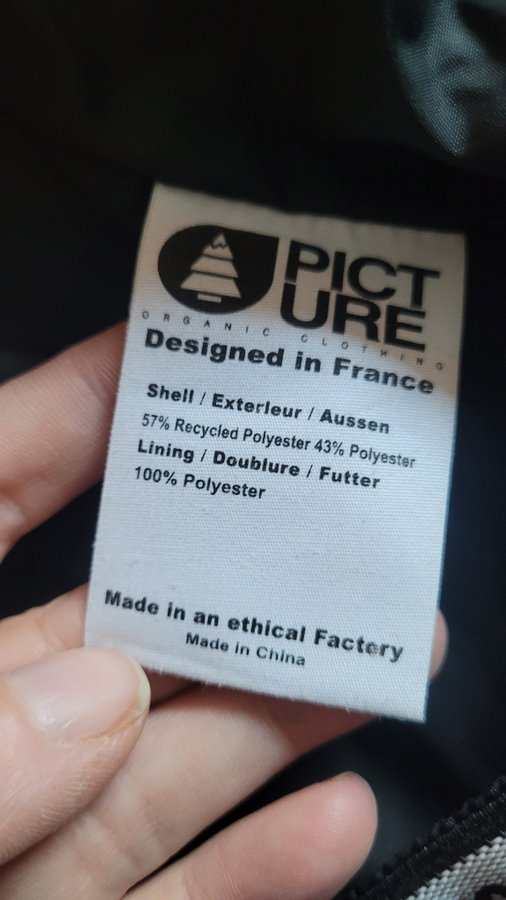 PICT
URE
ORGANIC CLOTHING
Designed in France
Shell / Exterieur / Aussen
57% Recycled Polyester 43% Polyester
Lining / Doublure / Futter
100% Polyester
Made in an ethical Factory
Made in China